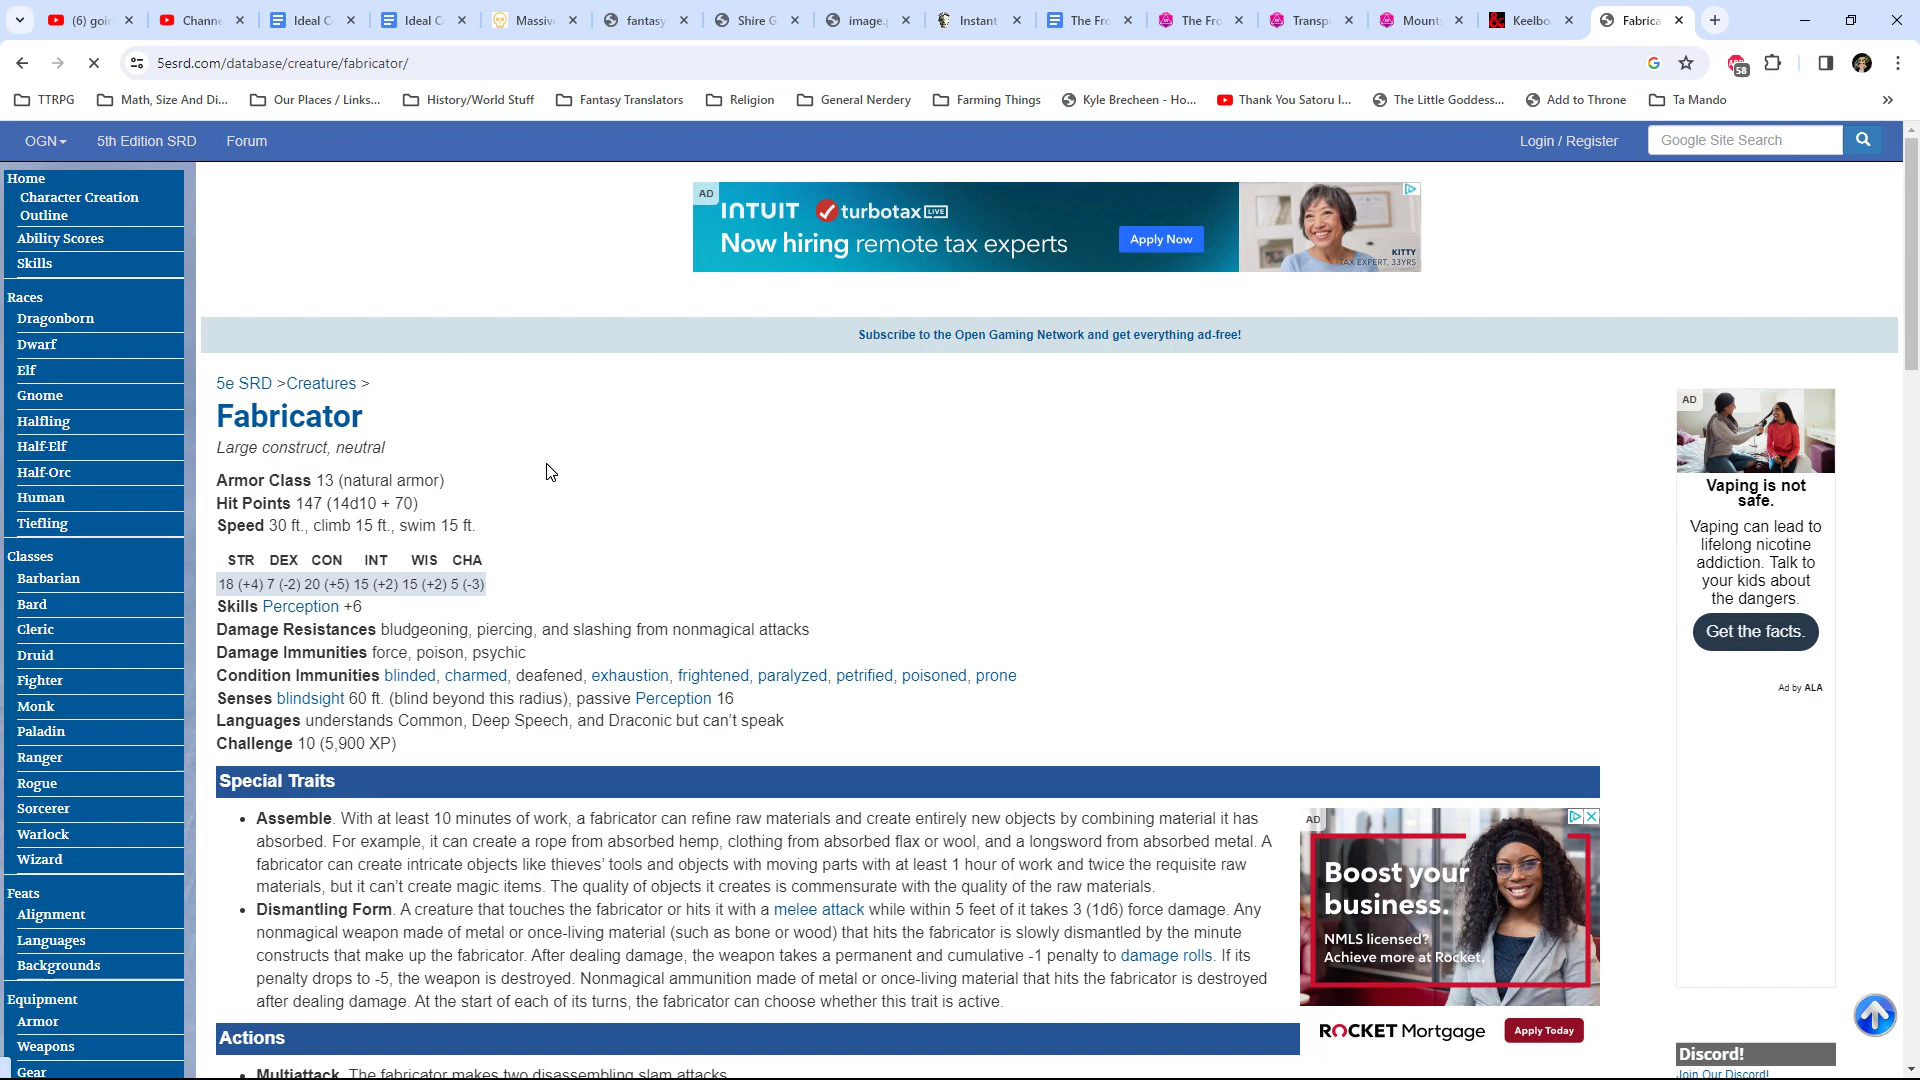 (6) goin
Channe
Ideal C
Ideal C
Massiv
fantasy
Shire G
image.
Instant
The Fro
The Fro
Transpo
Mount
Keelbo
Fabrica
5esrd.com/database/creature/fabricator/
58
TTRPG
Math, Size And Di...
Our Places / Links...
History/World Stuff
Fantasy Translators
Religion
General Nerdery
Farming Things
Kyle Brecheen - Ho...
Thank You Satoru I...
The Little Goddess...
Add to Throne
Ta Mando
OGN
5th Edition SRD
Forum
Login / Register
Google Site Search
Home
Character Creation
Outline
Ability Scores
Skills
Races
Dragonborn
Dwarf
Elf
Gnome
Halfling
Half-Elf
Half-Orc
Human
Tiefling
Classes
Barbarian
Bard
Cleric
Druid
Fighter
Monk
Paladin
Ranger
Rogue
Sorcerer
Warlock
Wizard
Feats
Alignment
Languages
Backgrounds
Equipment
Armor
Weapons
Gear
AD
INTUIT turbotax LIVE
Now hiring remote tax experts
Apply Now
KITTY
TAX EXPERT, 33YRS
Subscribe to the Open Gaming Network and get everything ad-free!
5e SRD >Creatures >
Fabricator
Large construct, neutral
Armor Class 13 (natural armor)
Hit Points 147 (14d10 + 70)
Speed 30 ft., climb 15 ft., swim 15 ft.
STR DEX CON INT WIS CHA
18 (+4) 7 (-2) 20 (+5) 15 (+2) 15 (+2) 5 (-3)
Skills Perception +6
Damage Resistances bludgeoning, piercing, and slashing from nonmagical attacks
Damage Immunities force, poison, psychic
Condition Immunities blinded, charmed, deafened, exhaustion, frightened, paralyzed, petrified, poisoned, prone
Senses blindsight 60 ft. (blind beyond this radius), passive Perception 16
Languages understands Common, Deep Speech, and Draconic but can't speak
Challenge 10 (5,900 XP)
Special Traits
• Assemble. With at least 10 minutes of work, a fabricator can refine raw materials and create entirely new objects by combining material it has
absorbed. For example, it can create a rope from absorbed hemp, clothing from absorbed flax or wool, and a longsword from absorbed metal. A
fabricator can create intricate objects like thieves' tools and objects with moving parts with at least 1 hour of work and twice the requisite raw
materials, but it can't create magic items. The quality of objects it creates is commensurate with the quality of the raw materials.
• Dismantling Form. A creature that touches the fabricator or hits it with a melee attack while within 5 feet of it takes 3 (1d6) force damage. Any
nonmagical weapon made of metal or once-living material (such as bone or wood) that hits the fabricator is slowly dismantled by the minute
constructs that make up the fabricator. After dealing damage, the weapon takes a permanent and cumulative -1 penalty to damage rolls. If its
penalty drops to -5, the weapon is destroyed. Nonmagical ammunition made of metal or once-living material that hits the fabricator is destroyed
after dealing damage. At the start of each of its turns, the fabricator can choose whether this trait is active.
Actions
• Multiattack. The fabricator makes two disassembling slam attacks.
AD
Boost your
business.
NMLS licensed?
Achieve more at Rocket.
ROCKET Mortgage
Apply Today
AD
Vaping is not
safe.
Vaping can lead to
lifelong nicotine
addiction. Talk to
your kids about
the dangers.
Get the facts.
Ad by ALA
Discord!
Join Our Discord!